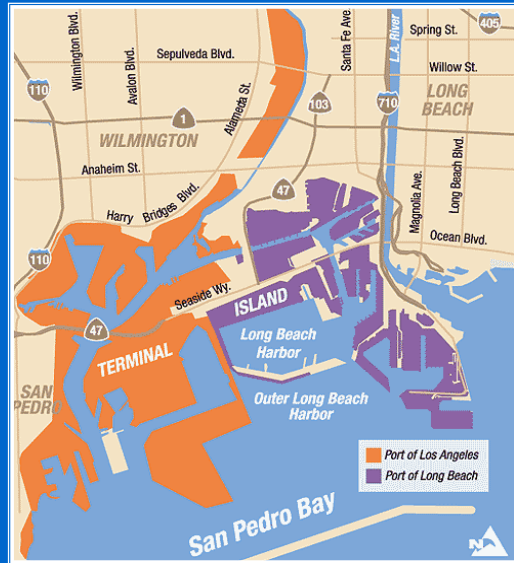 405
Spring St.
Wilmington Blvd.
Avalon Blvd.
Santa Fe Ave.
L.A. River
Sepulveda Blvd.
Willow St.
110
Alameda St.
103
710
LONG
BEACH
1
WILMINGTON
Anaheim St.
47
Magnolia Ave.
Long Beach Blvd.
Harry Bridges Blvd.
Ocean Blvd.
110
Seaside Wy.
ISLAND
47
TERMINAL
Long Beach
Harbor
SAN
PEDRO
Outer Long Beach
Harbor
Port of Los Angeles
Port of Long Beach
San Pedro Bay
N